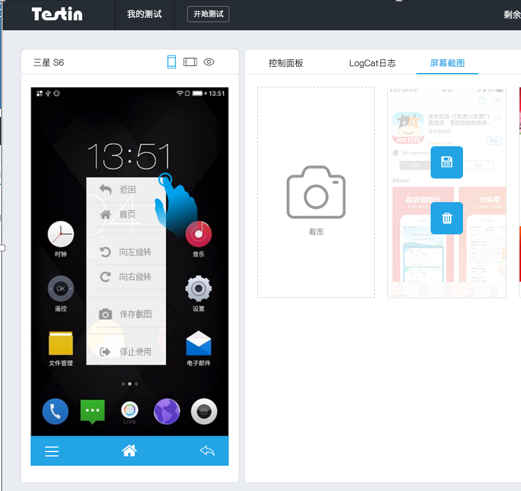 Testin
我的测试
开始测试
剩余
三星 S6
控制面板
LogCat日志
屏幕截图
13:51
13:51
返回
首页
向左旋转
向右旋转
保存截图
停止使用
时钟
音乐
遥控
OK
设置
文件管理
电子邮件
LIVE
截图